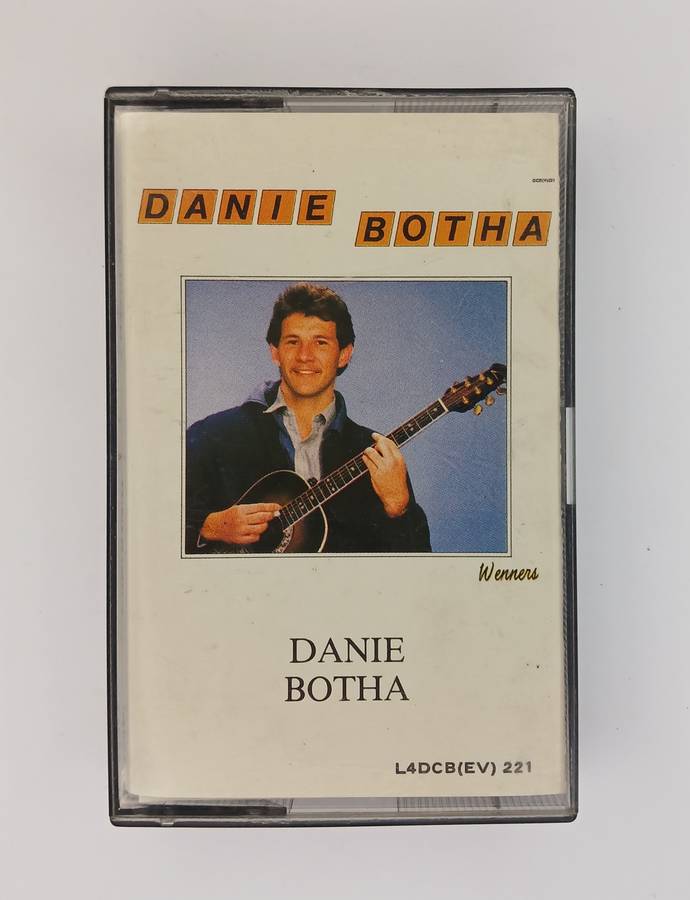 DANIE BOTHA
Wenners
DANIE
BOTHA
L4DCB(EV) 221